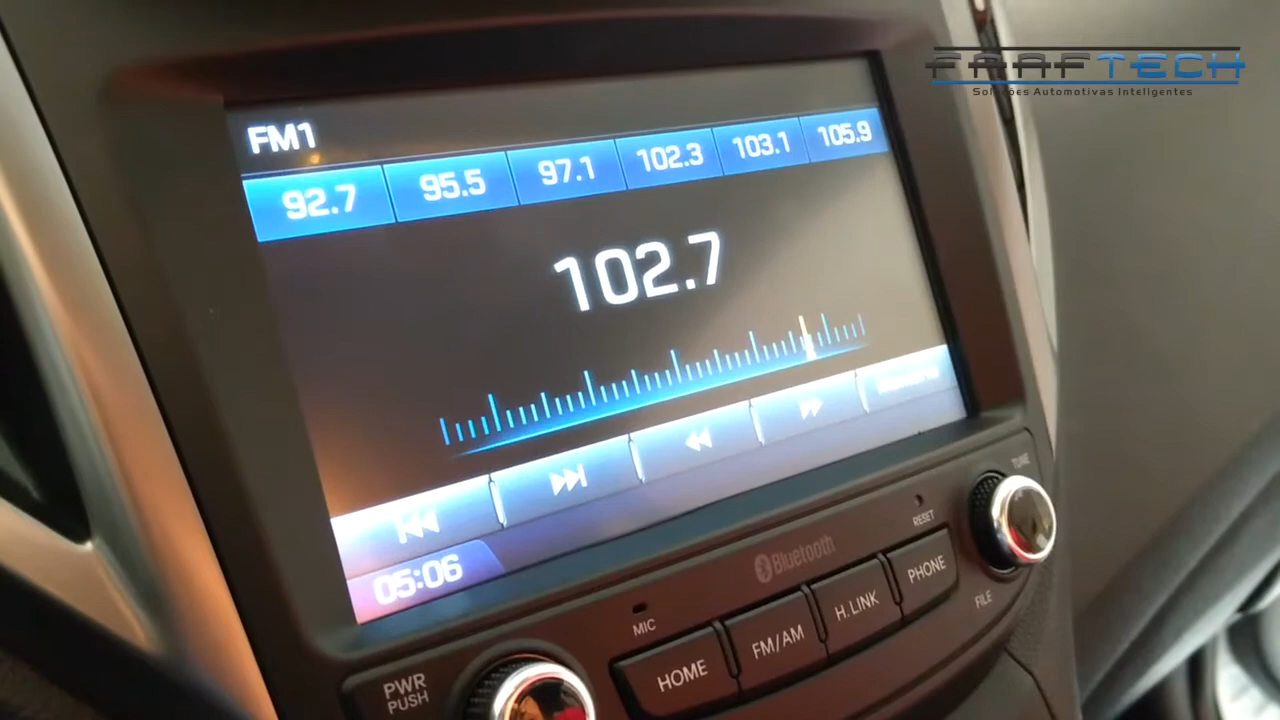 FAAFTECH
Soluções Automotivas Inteligentes
FM1
92.7 95.5 97.1 102.3 103.1 105.9
102.7
05:06
TUNE
RESET
Bluetooth
MIC
HOME FM/AM H.LINK PHONE
FILE
PWR
PUSH